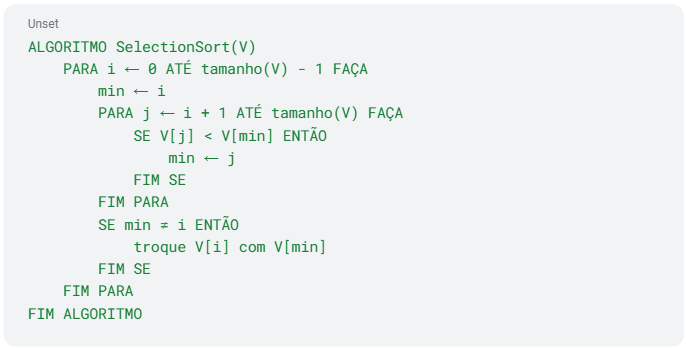 Unset
ALGORITMO SelectionSort(V)
    PARA i ← 0 ATÉ tamanho(V) - 1 FAÇA
        min ← i
        PARA j ← i + 1 ATÉ tamanho(V) FAÇA
            SE V[j] < V[min] ENTÃO
                min ← j
            FIM SE
        FIM PARA
        SE min ≠ i ENTÃO
            troque V[i] com V[min]
        FIM SE
    FIM PARA
FIM ALGORITMO